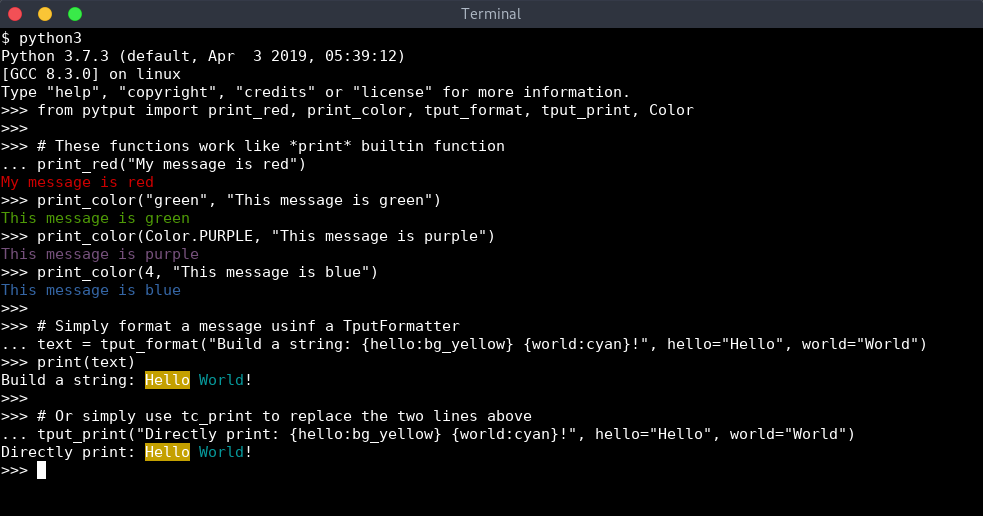 Terminal
$ python3
Python 3.7.3 (default, Apr  3 2019, 05:39:12)
[GCC 8.3.0] on linux
Type "help", "copyright", "credits" or "license" for more information.
>>> from pytput import print_red, print_color, tput_format, tput_print, Color
>>>
>>> # These functions work like *print* builtin function
... print_red("My message is red")
My message is red
>>> print_color("green", "This message is green")
This message is green
>>> print_color(Color.PURPLE, "This message is purple")
This message is purple
>>> print_color(4, "This message is blue")
This message is blue
>>>
>>> # Simply format a message usinf a TputFormatter
... text = tput_format("Build a string: {hello:bg_yellow} {world:cyan}!", hello="Hello", world="World")
>>> print(text)
Build a string: Hello World!
>>>
>>> # Or simply use tc_print to replace the two lines above
... tput_print("Directly print: {hello:bg_yellow} {world:cyan}!", hello="Hello", world="World")
Directly print: Hello World!
>>>